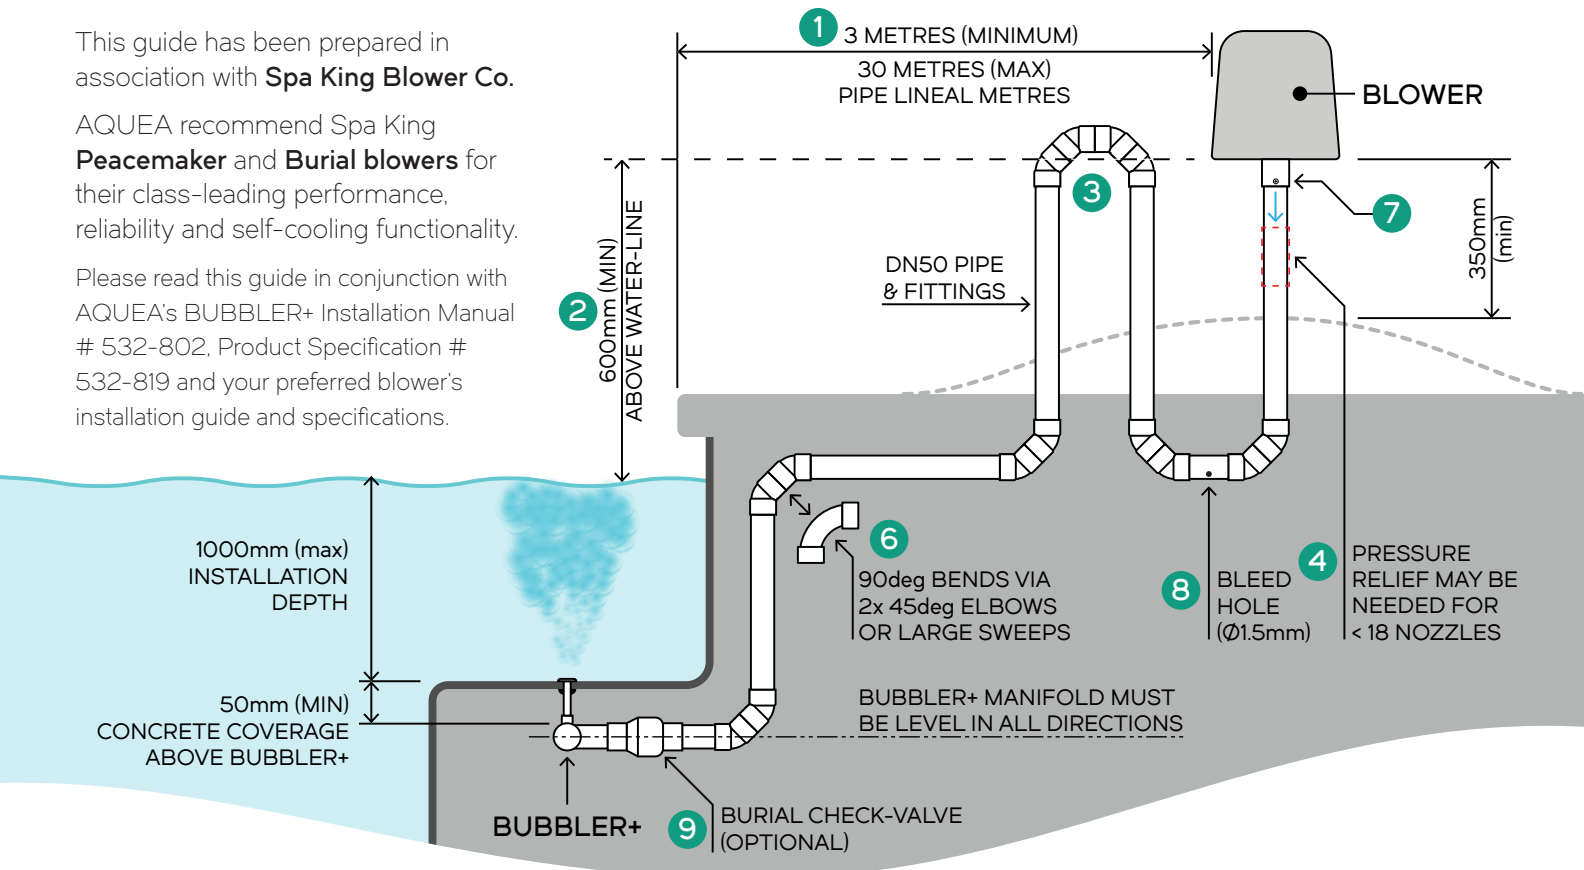 This guide has been prepared in
association with Spa King Blower Co.
AQUEA recommend Spa King
Peacemaker and Burial blowers for
their class-leading performance,
reliability and self-cooling functionality.
Please read this guide in conjunction with
AQUEA's BUBBLER+ Installation Manual
# 532-802, Product Specification #
532-819 and your preferred blower's
installation guide and specifications.
1
3 METRES (MINIMUM)
30 METRES (MAX)
PIPE LINEAL METRES
BLOWER
2
600mm (MIN)
ABOVE WATER-LINE
3
7
350mm
(min)
DN50 PIPE
& FITTINGS
1000mm (max)
INSTALLATION
DEPTH
6
90deg BENDS VIA
2x 45deg ELBOWS
OR LARGE SWEEPS
8
BLEED
HOLE
(Ø1.5mm)
4
PRESSURE
RELIEF MAY BE
NEEDED FOR
< 18 NOZZLES
50mm (MIN)
CONCRETE COVERAGE
ABOVE BUBBLER+
BUBBLER+ MANIFOLD MUST
BE LEVEL IN ALL DIRECTIONS
BUBBLER+
9
BURIAL CHECK-VALVE
(OPTIONAL)